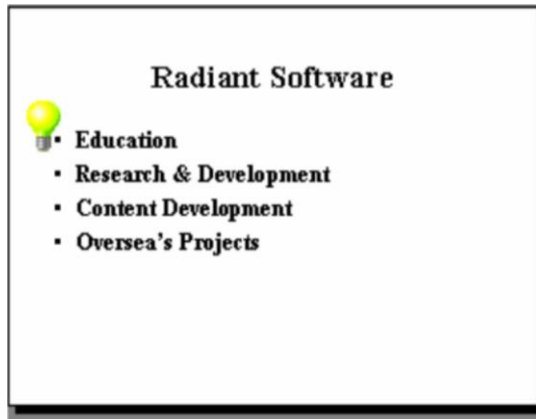 Radiant Software
▪ Education
▪ Research & Development
▪ Content Development
▪ Oversea's Projects